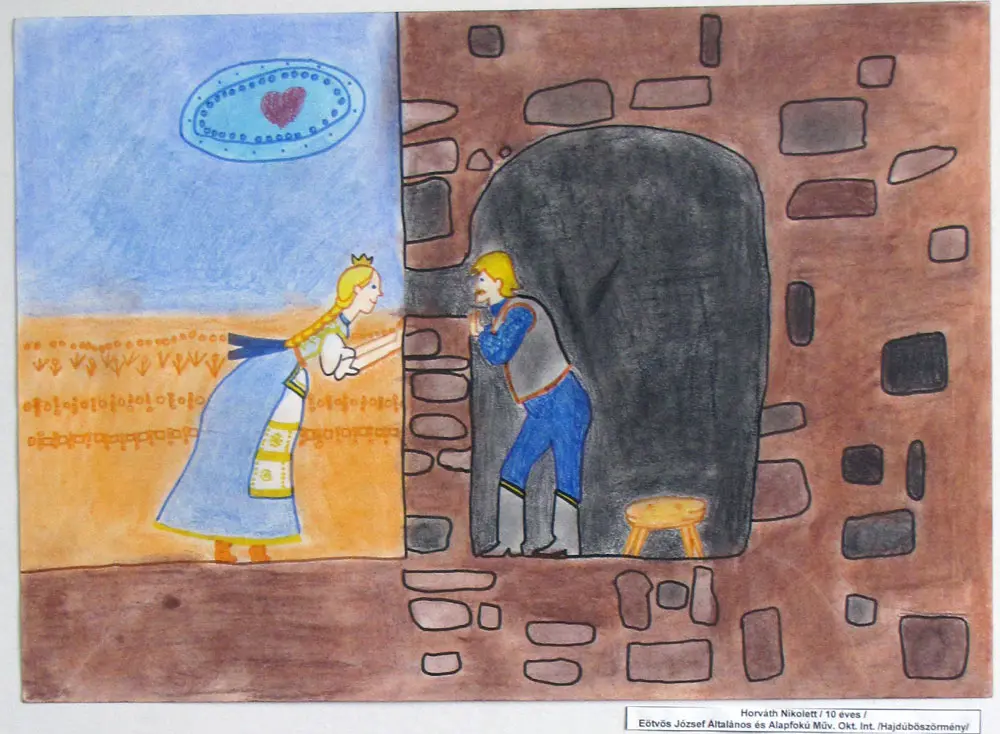 Horváth Nikolett / 10 éves /
Eötvös József Általános és Alapfokú Műv. Okt. Int. /Hajdúböszörmény/